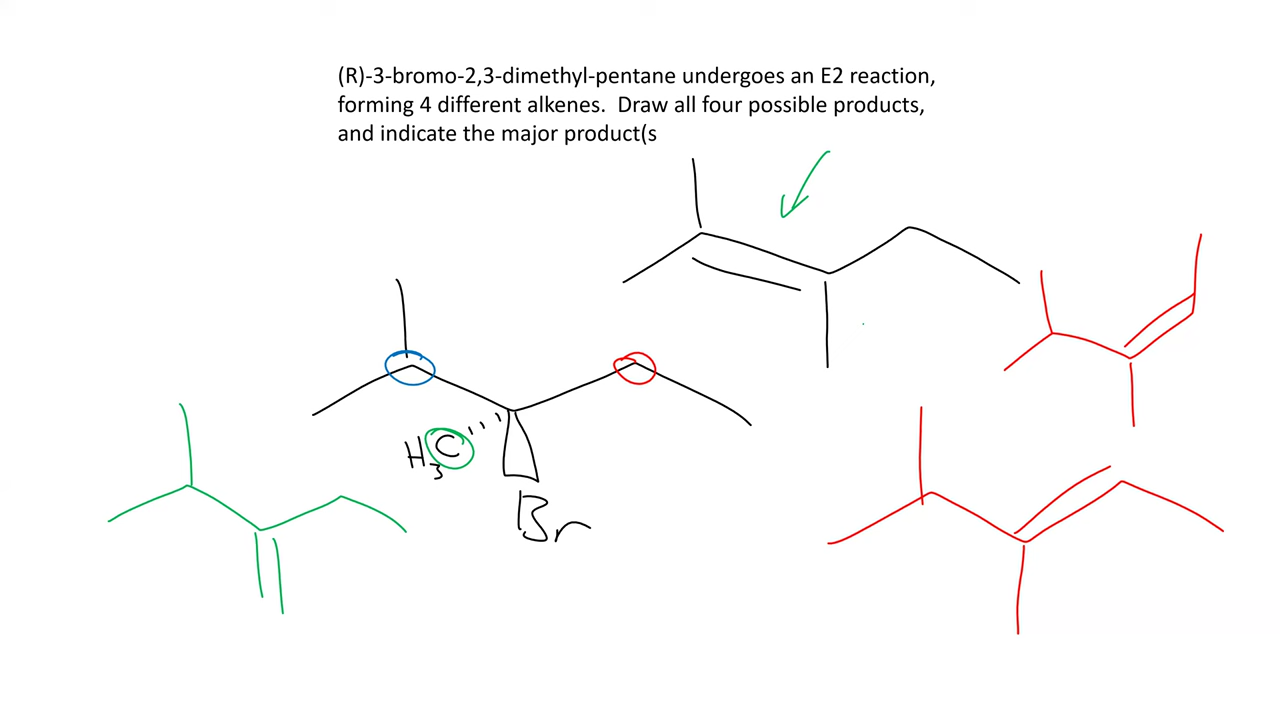 (R)-3-bromo-2,3-dimethyl-pentane undergoes an E2 reaction,
forming 4 different alkenes.  Draw all four possible products,
and indicate the major product(s
H3C
Br